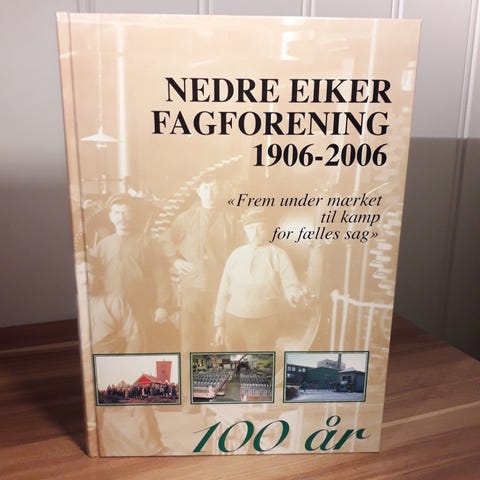 NEDRE EIKER
FAGFORENING
1906-2006
«Frem under mærket
til kamp
for fælles sag»
100 år